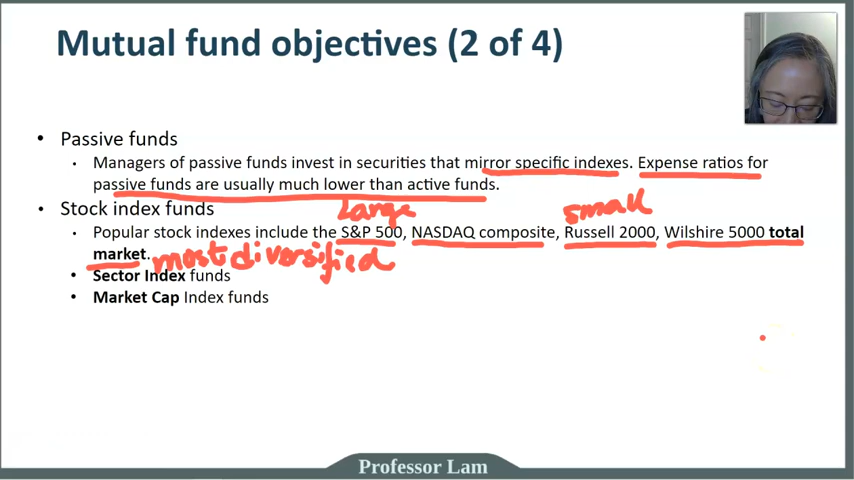 Mutual fund objectives (2 of 4)
• Passive funds
• Managers of passive funds invest in securities that mirror specific indexes. Expense ratios for
passive funds are usually much lower than active funds.
• Stock index funds
Large small
• Popular stock indexes include the S&P 500, NASDAQ composite, Russell 2000, Wilshire 5000 total
market. most diversified
• Sector Index funds
• Market Cap Index funds
Professor Lam